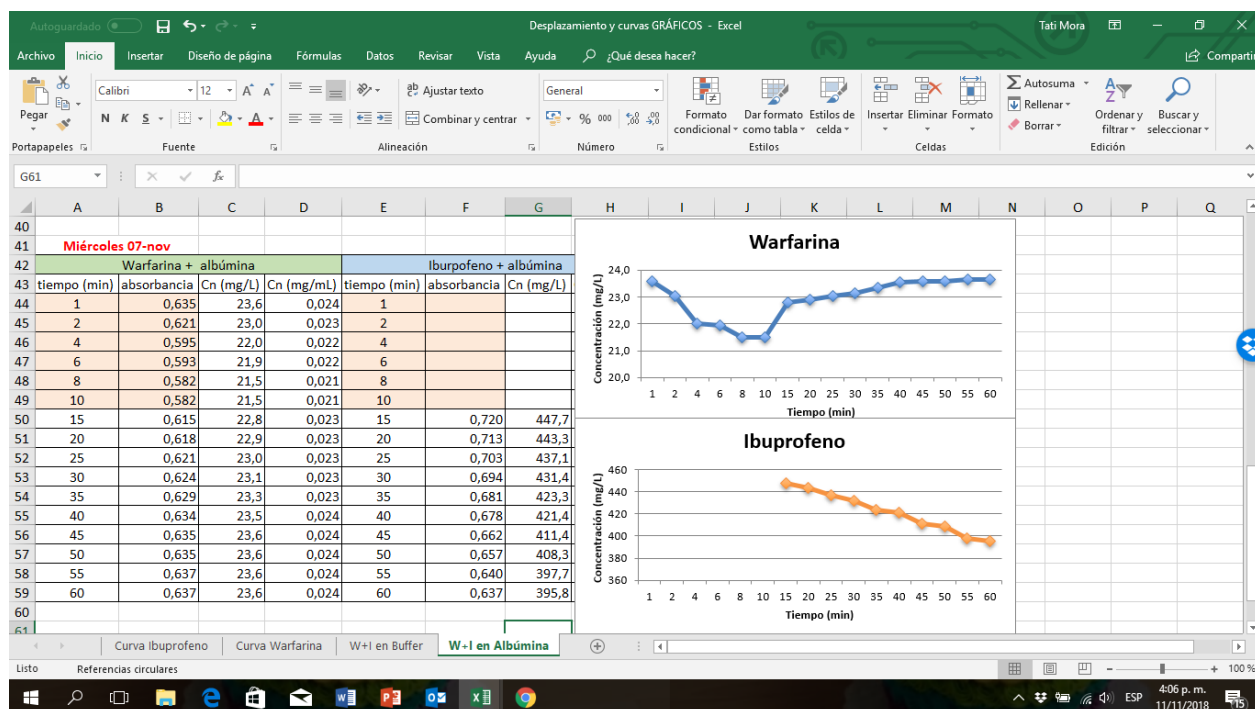 Autoguardado
Desplazamiento y curvas GRÁFICOS - Excel
Tati Mora
Archivo Inicio Insertar Diseño de página Fórmulas Datos Revisar Vista Ayuda ¿Qué desea hacer? Compartir
Pegar
Calibri 12
N K S
Ajustar texto
Combinar y centrar
General
% 000
Formato condicional
Dar formato como tabla
Estilos de celda
Insertar Eliminar Formato
Autosuma
Rellenar
Borrar
Ordenar y filtrar
Buscar y seleccionar
Portapapeles Fuente Alineación Número Estilos Celdas Edición
G61 fx
A B C D E F G H I J K L M N O P Q
40
41 Miércoles 07-nov
42 Warfarina + albúmina Iburpofeno + albúmina
43 tiempo (min) absorbancia Cn (mg/L) Cn (mg/mL) tiempo (min) absorbancia Cn (mg/L)
44 1 0,635 23,6 0,024 1
45 2 0,621 23,0 0,023 2
46 4 0,595 22,0 0,022 4
47 6 0,593 21,9 0,022 6
48 8 0,582 21,5 0,021 8
49 10 0,582 21,5 0,021 10
50 15 0,615 22,8 0,023 15 0,720 447,7
51 20 0,618 22,9 0,023 20 0,713 443,3
52 25 0,621 23,0 0,023 25 0,703 437,1
53 30 0,624 23,1 0,023 30 0,694 431,4
54 35 0,629 23,3 0,023 35 0,681 423,3
55 40 0,634 23,5 0,024 40 0,678 421,4
56 45 0,635 23,6 0,024 45 0,662 411,4
57 50 0,635 23,6 0,024 50 0,657 408,3
58 55 0,637 23,6 0,024 55 0,640 397,7
59 60 0,637 23,6 0,024 60 0,637 395,8
60
61
Warfarina
Concentración (mg/L)
24,0
23,0
22,0
21,0
20,0
1 2 4 6 8 10 15 20 25 30 35 40 45 50 55 60
Tiempo (min)
Ibuprofeno
Concentración (mg/L)
460
440
420
400
380
360
1 2 4 6 8 10 15 20 25 30 35 40 45 50 55 60
Tiempo (min)
Curva Ibuprofeno Curva Warfarina W+I en Buffer W+I en Albúmina
Listo Referencias circulares 100 %
ESP
4:06 p. m.
11/11/2018
15